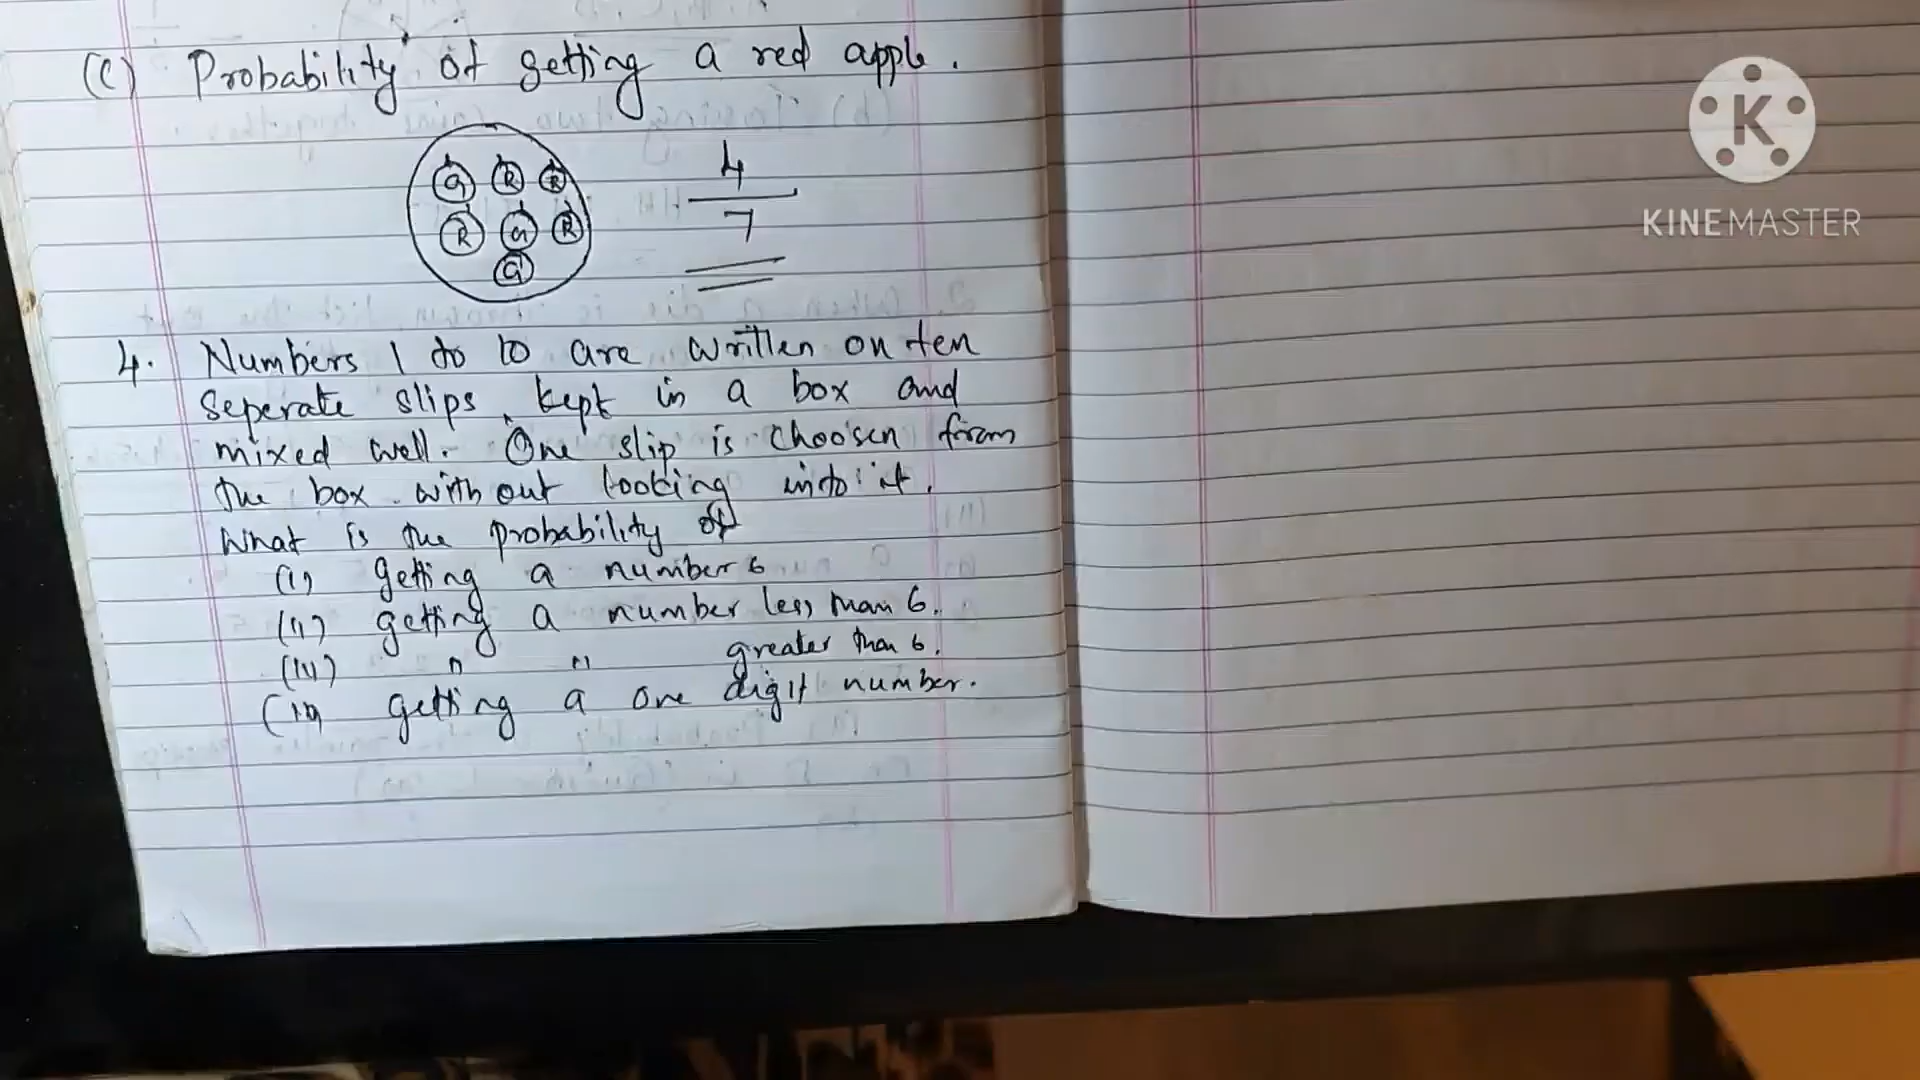 (C) Probability of getting a red apple.
G R R
R G R
G
4
7
4. Numbers 1 to 10 are written on ten
seperate slips, kept in a box and
mixed well. One slip is choosen from
the box without looking into it.
What is the probability of
(i) getting a number 6
(ii) getting a number less than 6.
(iii) " " greater than 6.
(iv) getting a one digit number.
K
KINEMASTER